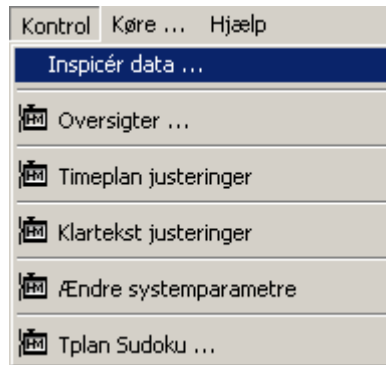 Kontrol Køre ... Hjælp
Inspicér data ...
Oversigter ...
Timeplan justeringer
Klartekst justeringer
Ændre systemparametre
Tplan Sudoku ...